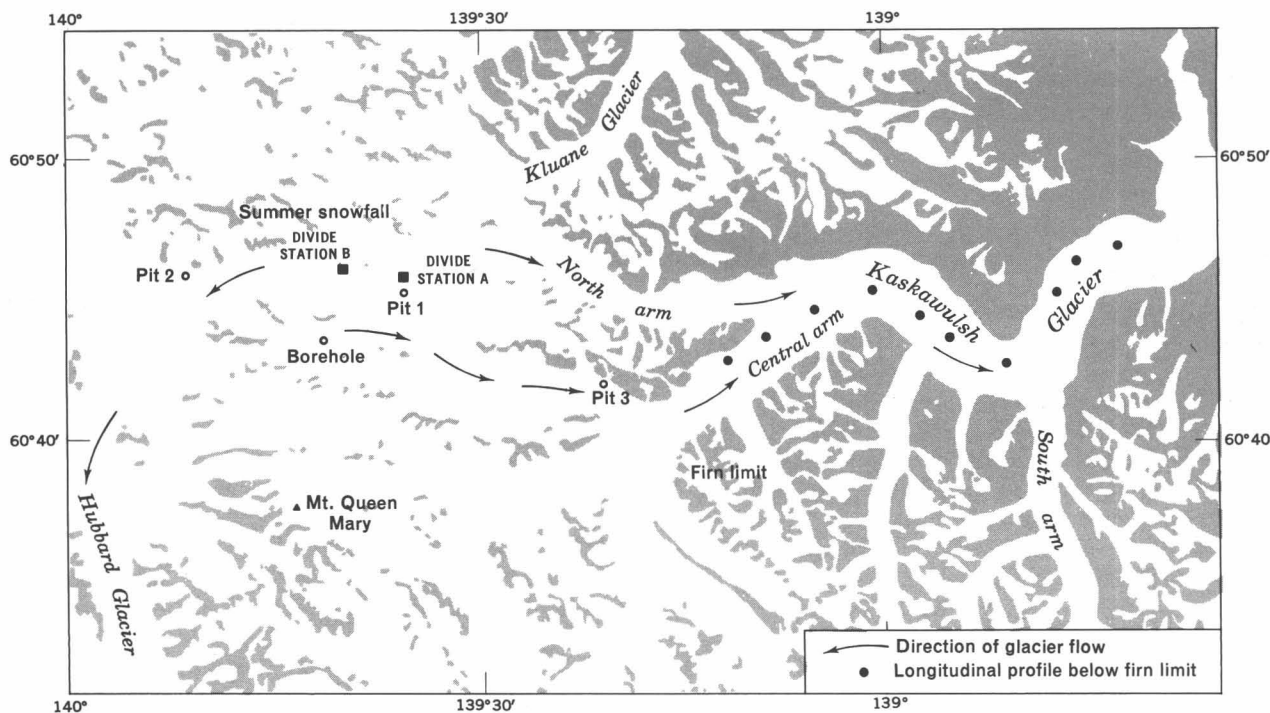 140°
139°30′
139°
60°50′
60°50′
Kluane
Glacier
Summer snowfall
DIVIDE
STATION B
DIVIDE
STATION A
Pit 2
Pit 1
North
arm
Kaskawulsh
Glacier
Central arm
Borehole
Pit 3
60°40′
60°40′
Firn limit
South
arm
Mt. Queen
Mary
Hubbard
Glacier
Direction of glacier flow
Longitudinal profile below firn limit
140°
139°30′
139°